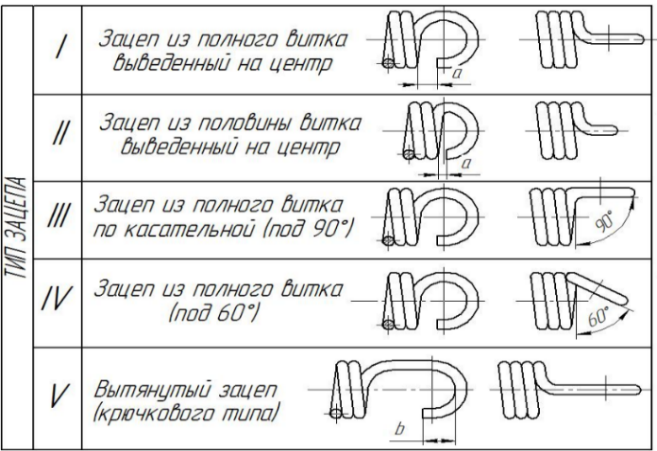 ТИП ЗАЦЕПА
I
Зацеп из полного витка
выведенный на центр
a
II
Зацеп из половины витка
выведенный на центр
a
III
Зацеп из полного витка
по касательной (под 90°)
90°
IV
Зацеп из полного витка
(под 60°)
60°
V
Вытянутый зацеп
(крючкового типа)
b